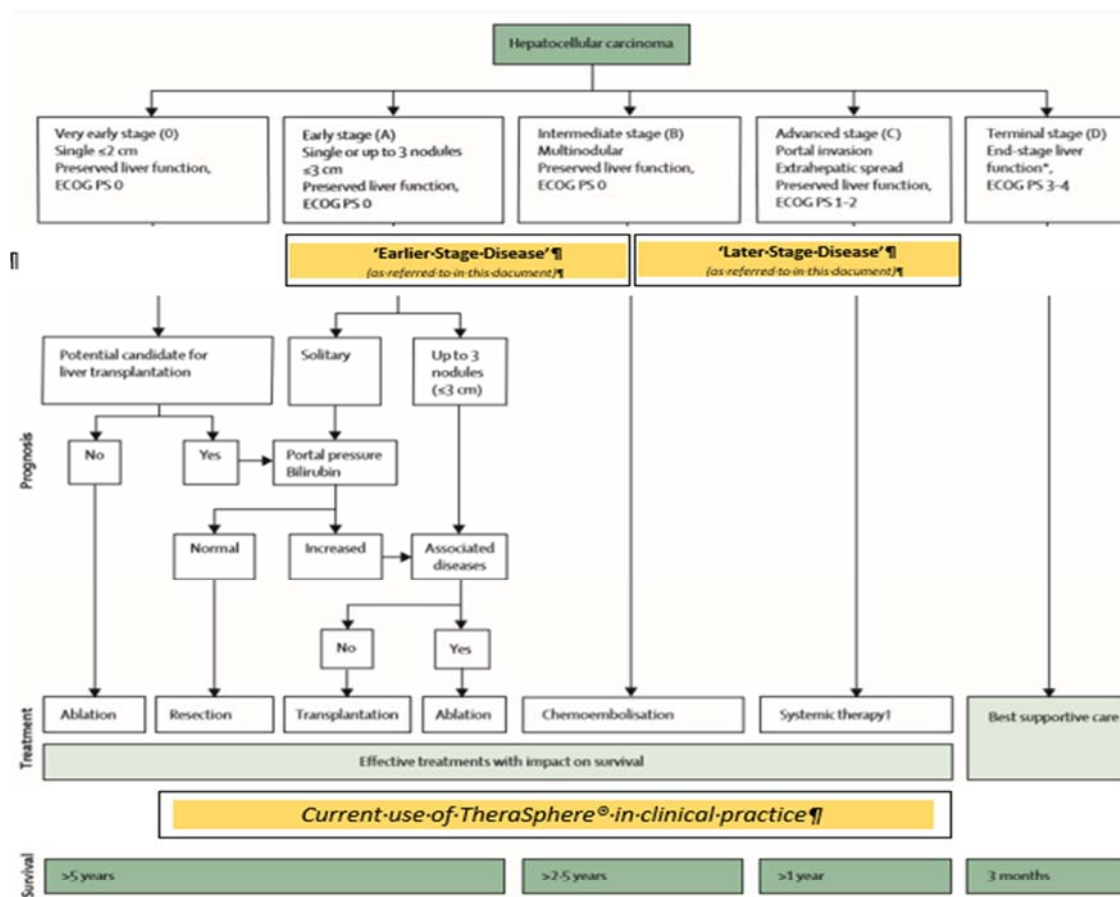 Hepatocellular carcinoma
Very early stage (0)
Single ≤2 cm
Preserved liver function,
ECOG PS 0
Early stage (A)
Single or up to 3 nodules
≤3 cm
Preserved liver function,
ECOG PS 0
Intermediate stage (B)
Multinodular
Preserved liver function,
ECOG PS 0
Advanced stage (C)
Portal invasion
Extrahepatic spread
Preserved liver function,
ECOG PS 1–2
Terminal stage (D)
End-stage liver
function*,
ECOG PS 3–4
¶
'Earlier·Stage·Disease'¶
(as·referred·to·in·this·document)¶
'Later·Stage·Disease'¶
(as·referred·to·in·this·document)¶
Prognosis
Potential candidate for
liver transplantation
Solitary
Up to 3
nodules
(≤3 cm)
No
Yes
Portal pressure
Bilirubin
Normal
Increased
Associated
diseases
No
Yes
Treatment
Ablation
Resection
Transplantation
Ablation
Chemoembolisation
Systemic therapy†
Best supportive care
Effective treatments with impact on survival
Current·use·of·TheraSphere®·in·clinical·practice¶
Survival
>5 years
>2·5 years
>1 year
3 months